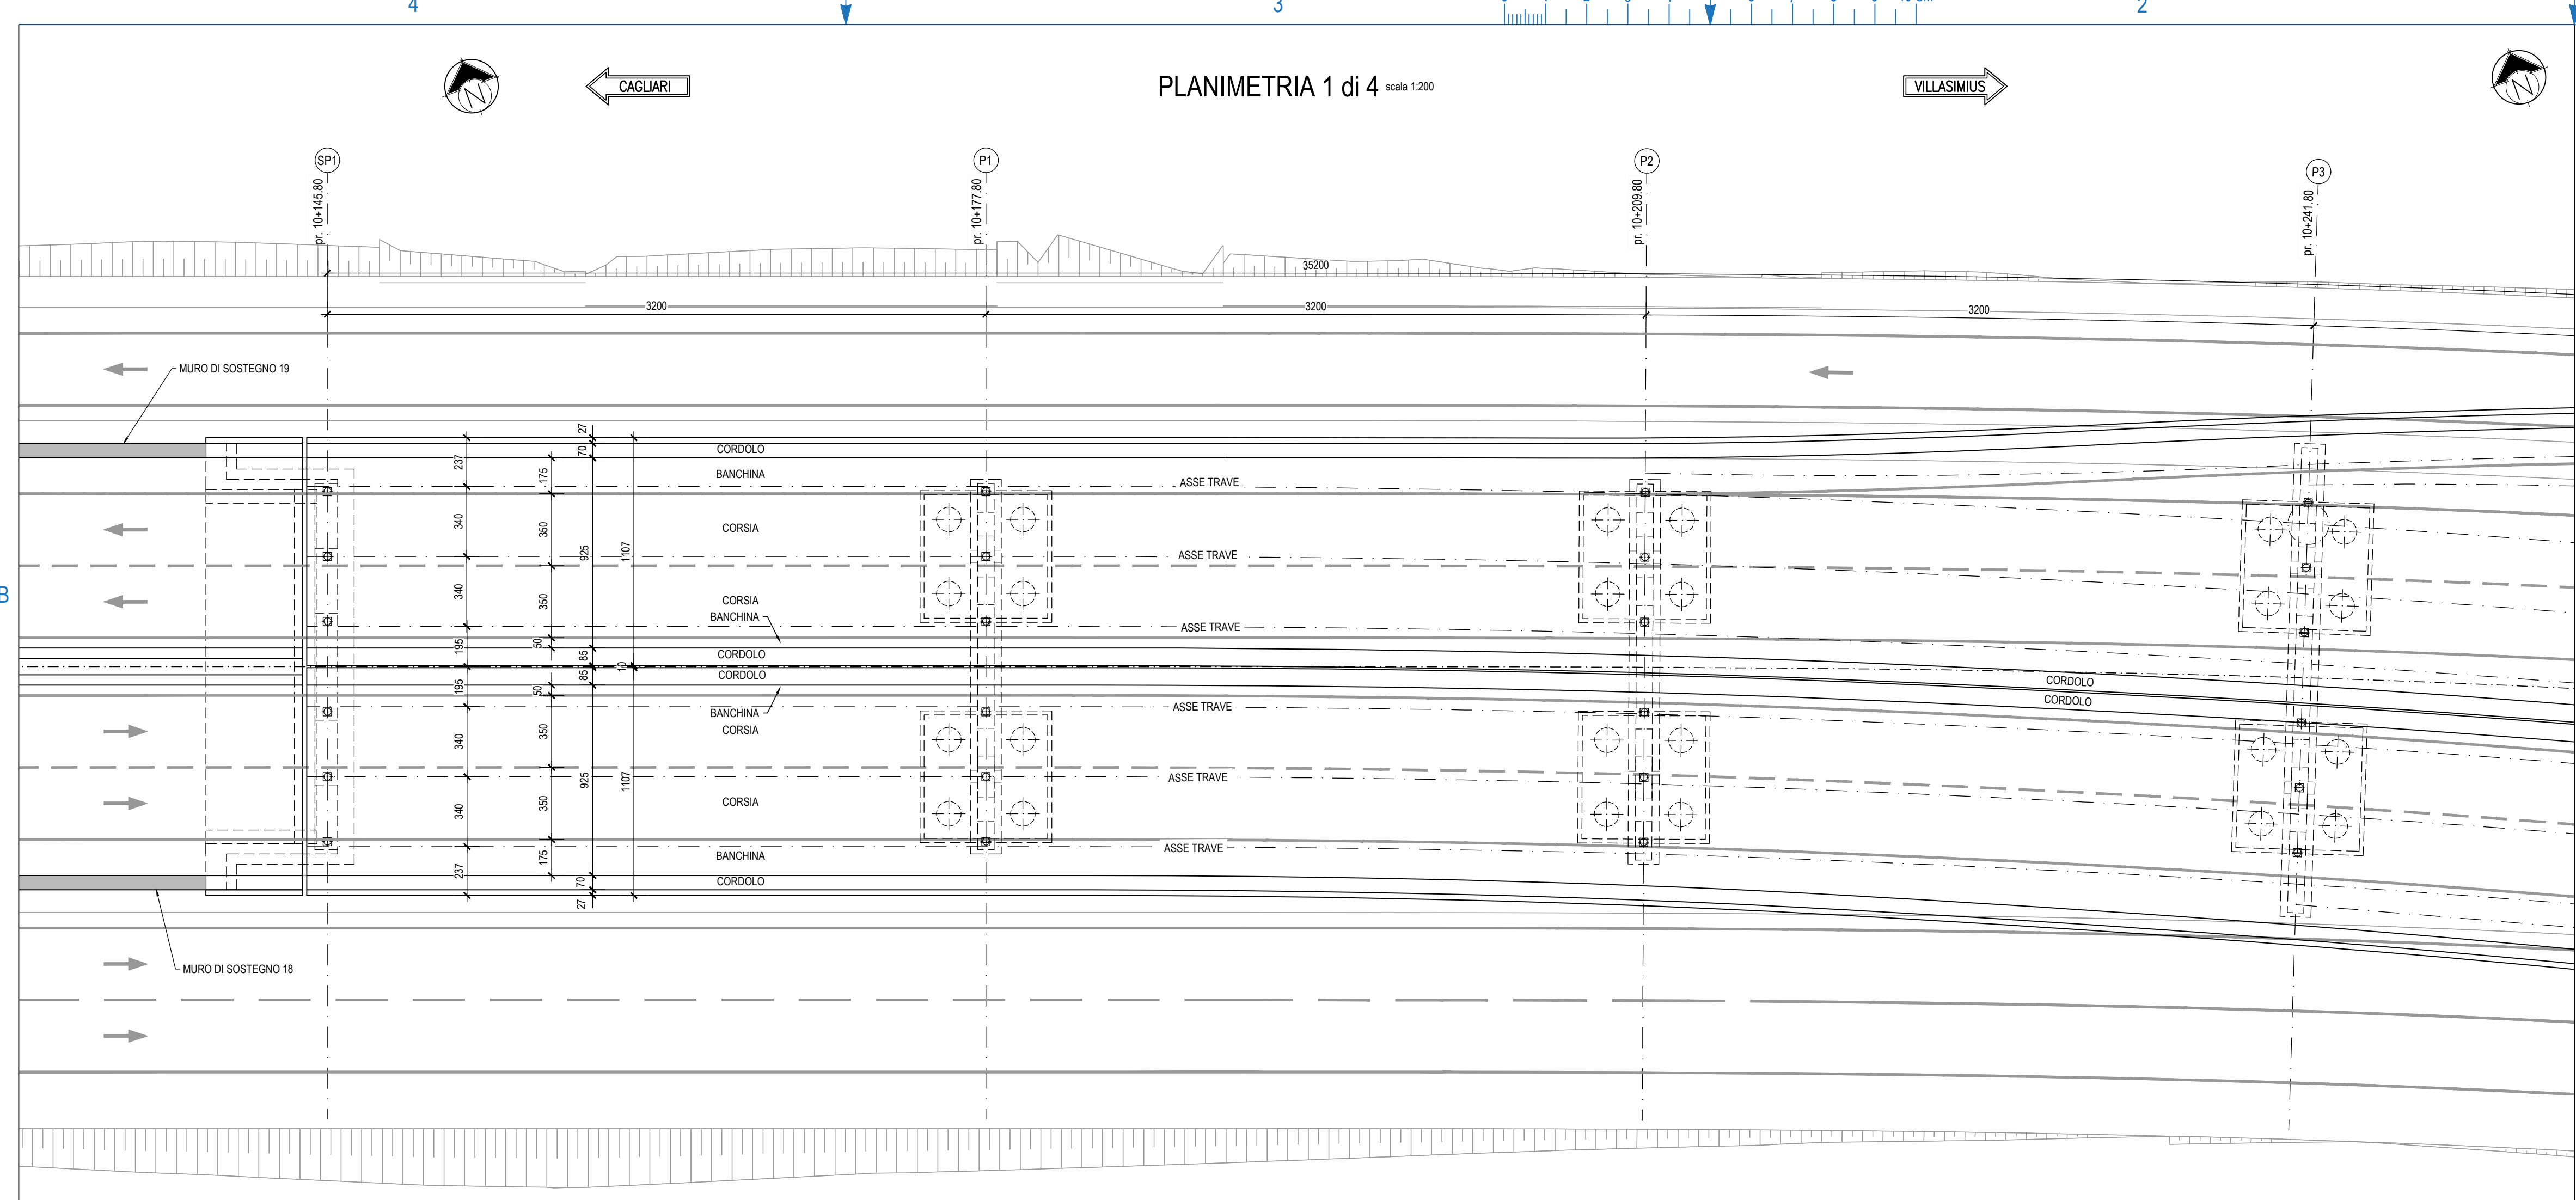 4
3
2
CAGLIARI
PLANIMETRIA 1 di 4 scala 1:200
VILLASIMIUS
N
N
SP1
P1
P2
P3
pr. 10+145.80
pr. 10+177.80
pr. 10+209.80
pr. 10+241.80
35200
3200
3200
3200
MURO DI SOSTEGNO 19
27
70
237
175
340
350
925
1107
340
350
195
50
85
10
85
195
50
340
350
925
1107
340
350
237
175
70
27
CORDOLO
BANCHINA
ASSE TRAVE
CORSIA
ASSE TRAVE
CORSIA
BANCHINA
ASSE TRAVE
CORDOLO
CORDOLO
CORDOLO
CORDOLO
BANCHINA
ASSE TRAVE
CORSIA
ASSE TRAVE
CORSIA
ASSE TRAVE
BANCHINA
CORDOLO
B
MURO DI SOSTEGNO 18